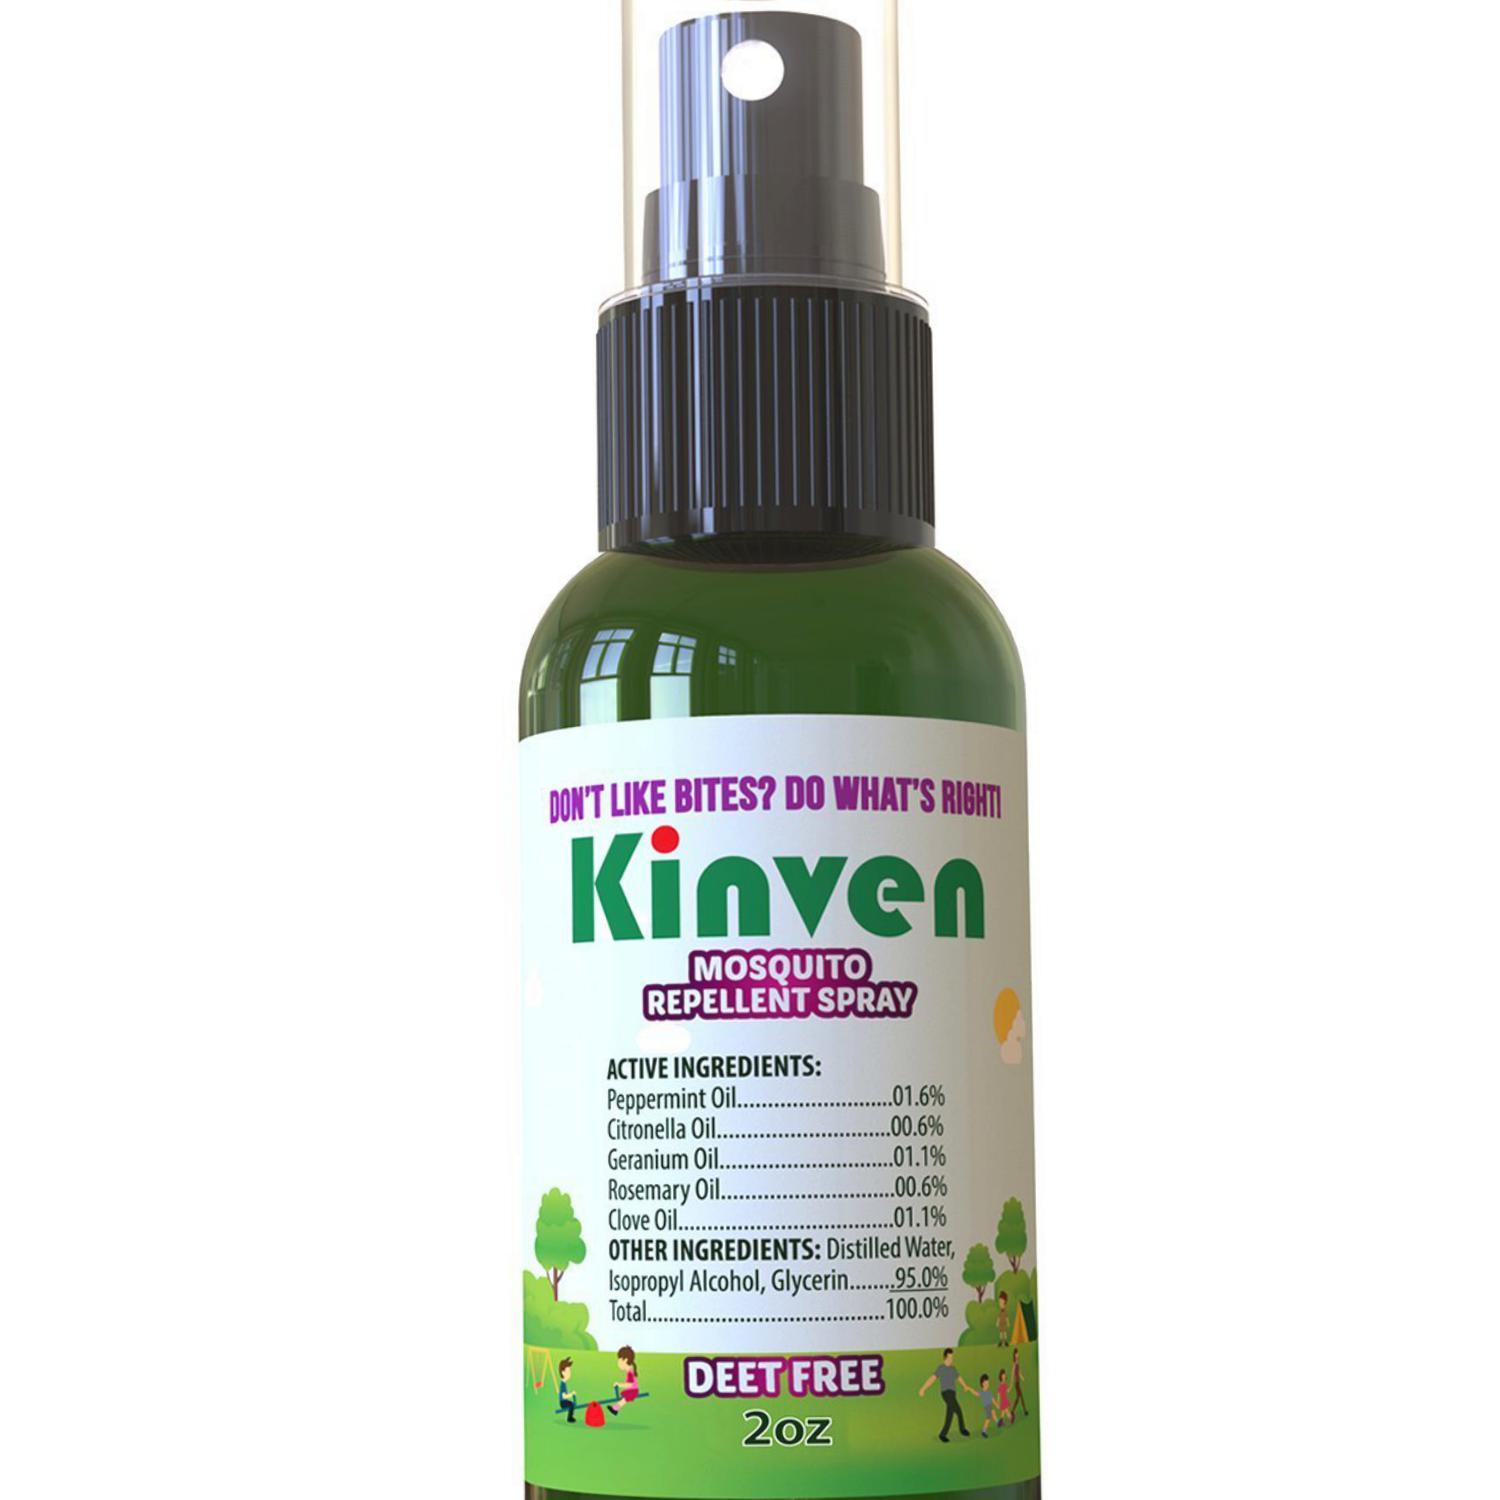 DON'T LIKE BITES? DO WHAT'S RIGHT!
Kinven
MOSQUITO
REPELLENT SPRAY
ACTIVE INGREDIENTS:
Peppermint Oil.........................01.6%
Citronella Oil............................00.6%
Geranium Oil............................01.1%
Rosemary Oil............................00.6%
Clove Oil...................................01.1%
OTHER INGREDIENTS: Distilled Water,
Isopropyl Alcohol, Glycerin........95.0%
Total.......................................100.0%
DEET FREE
2oz